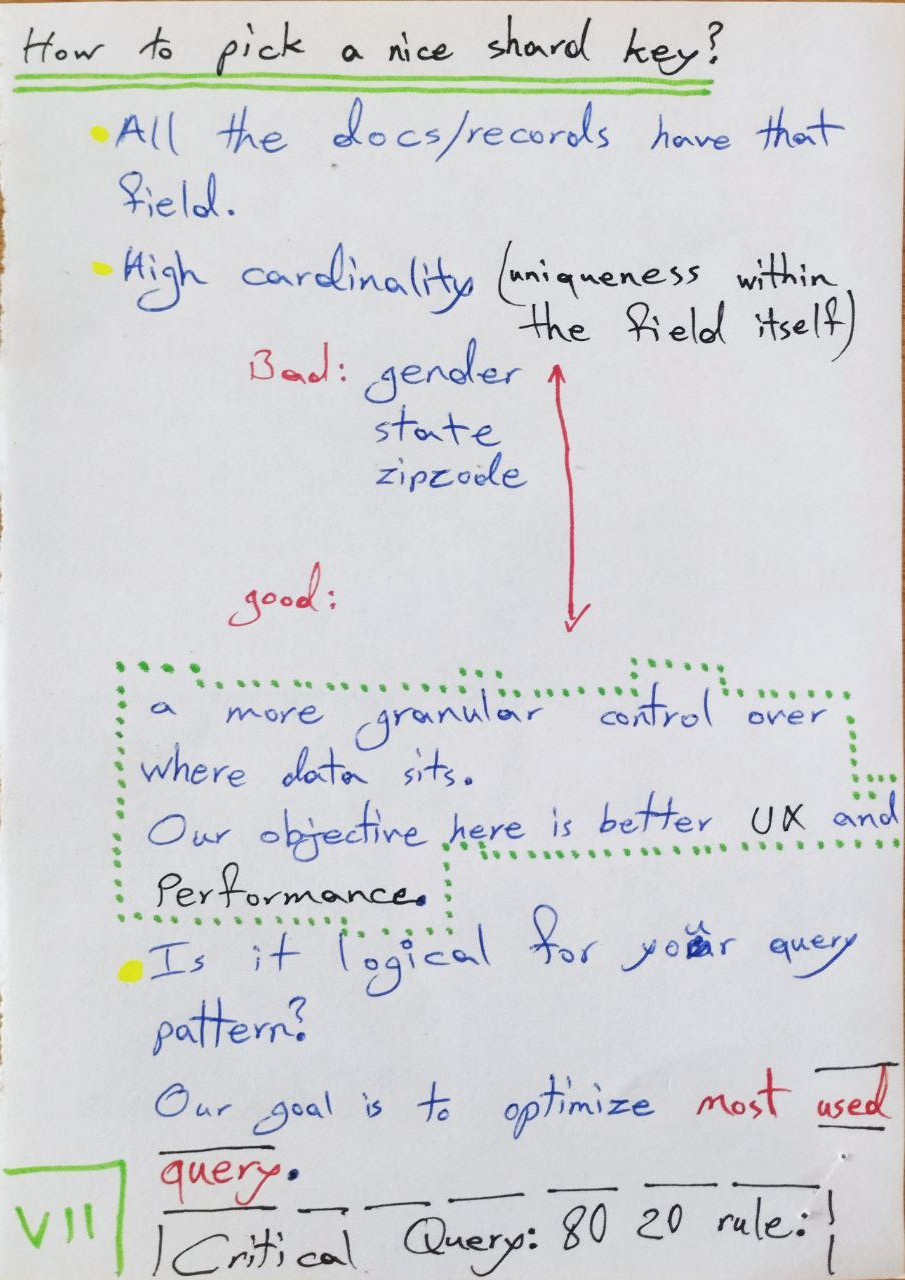 How to pick a nice shard key?
All the docs/records have that
field.
High cardinality (uniqueness within
the field itself)
Bad: gender
state
zipcode
good:
a more granular control over
where data sits.
Our objective here is better UX and
Performance.
Is it logical for your query
pattern?
Our goal is to optimize most used
query.
Critical Query: 80 20 rule:
VII